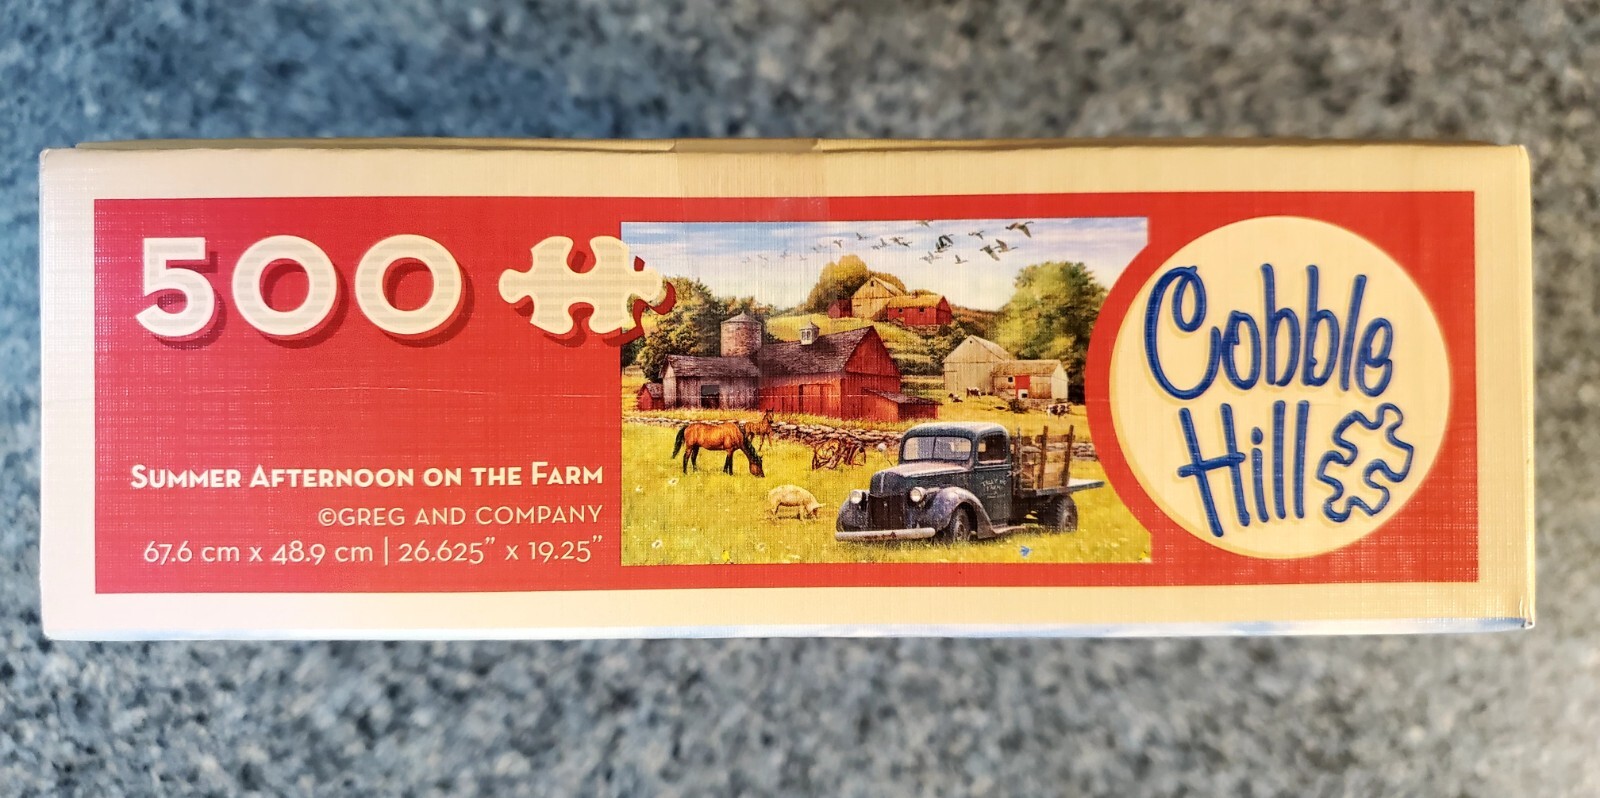 500
SUMMER AFTERNOON ON THE FARM
©GREG AND COMPANY
67.6 cm x 48.9 cm | 26.625" x 19.25"
Cobble
Hill